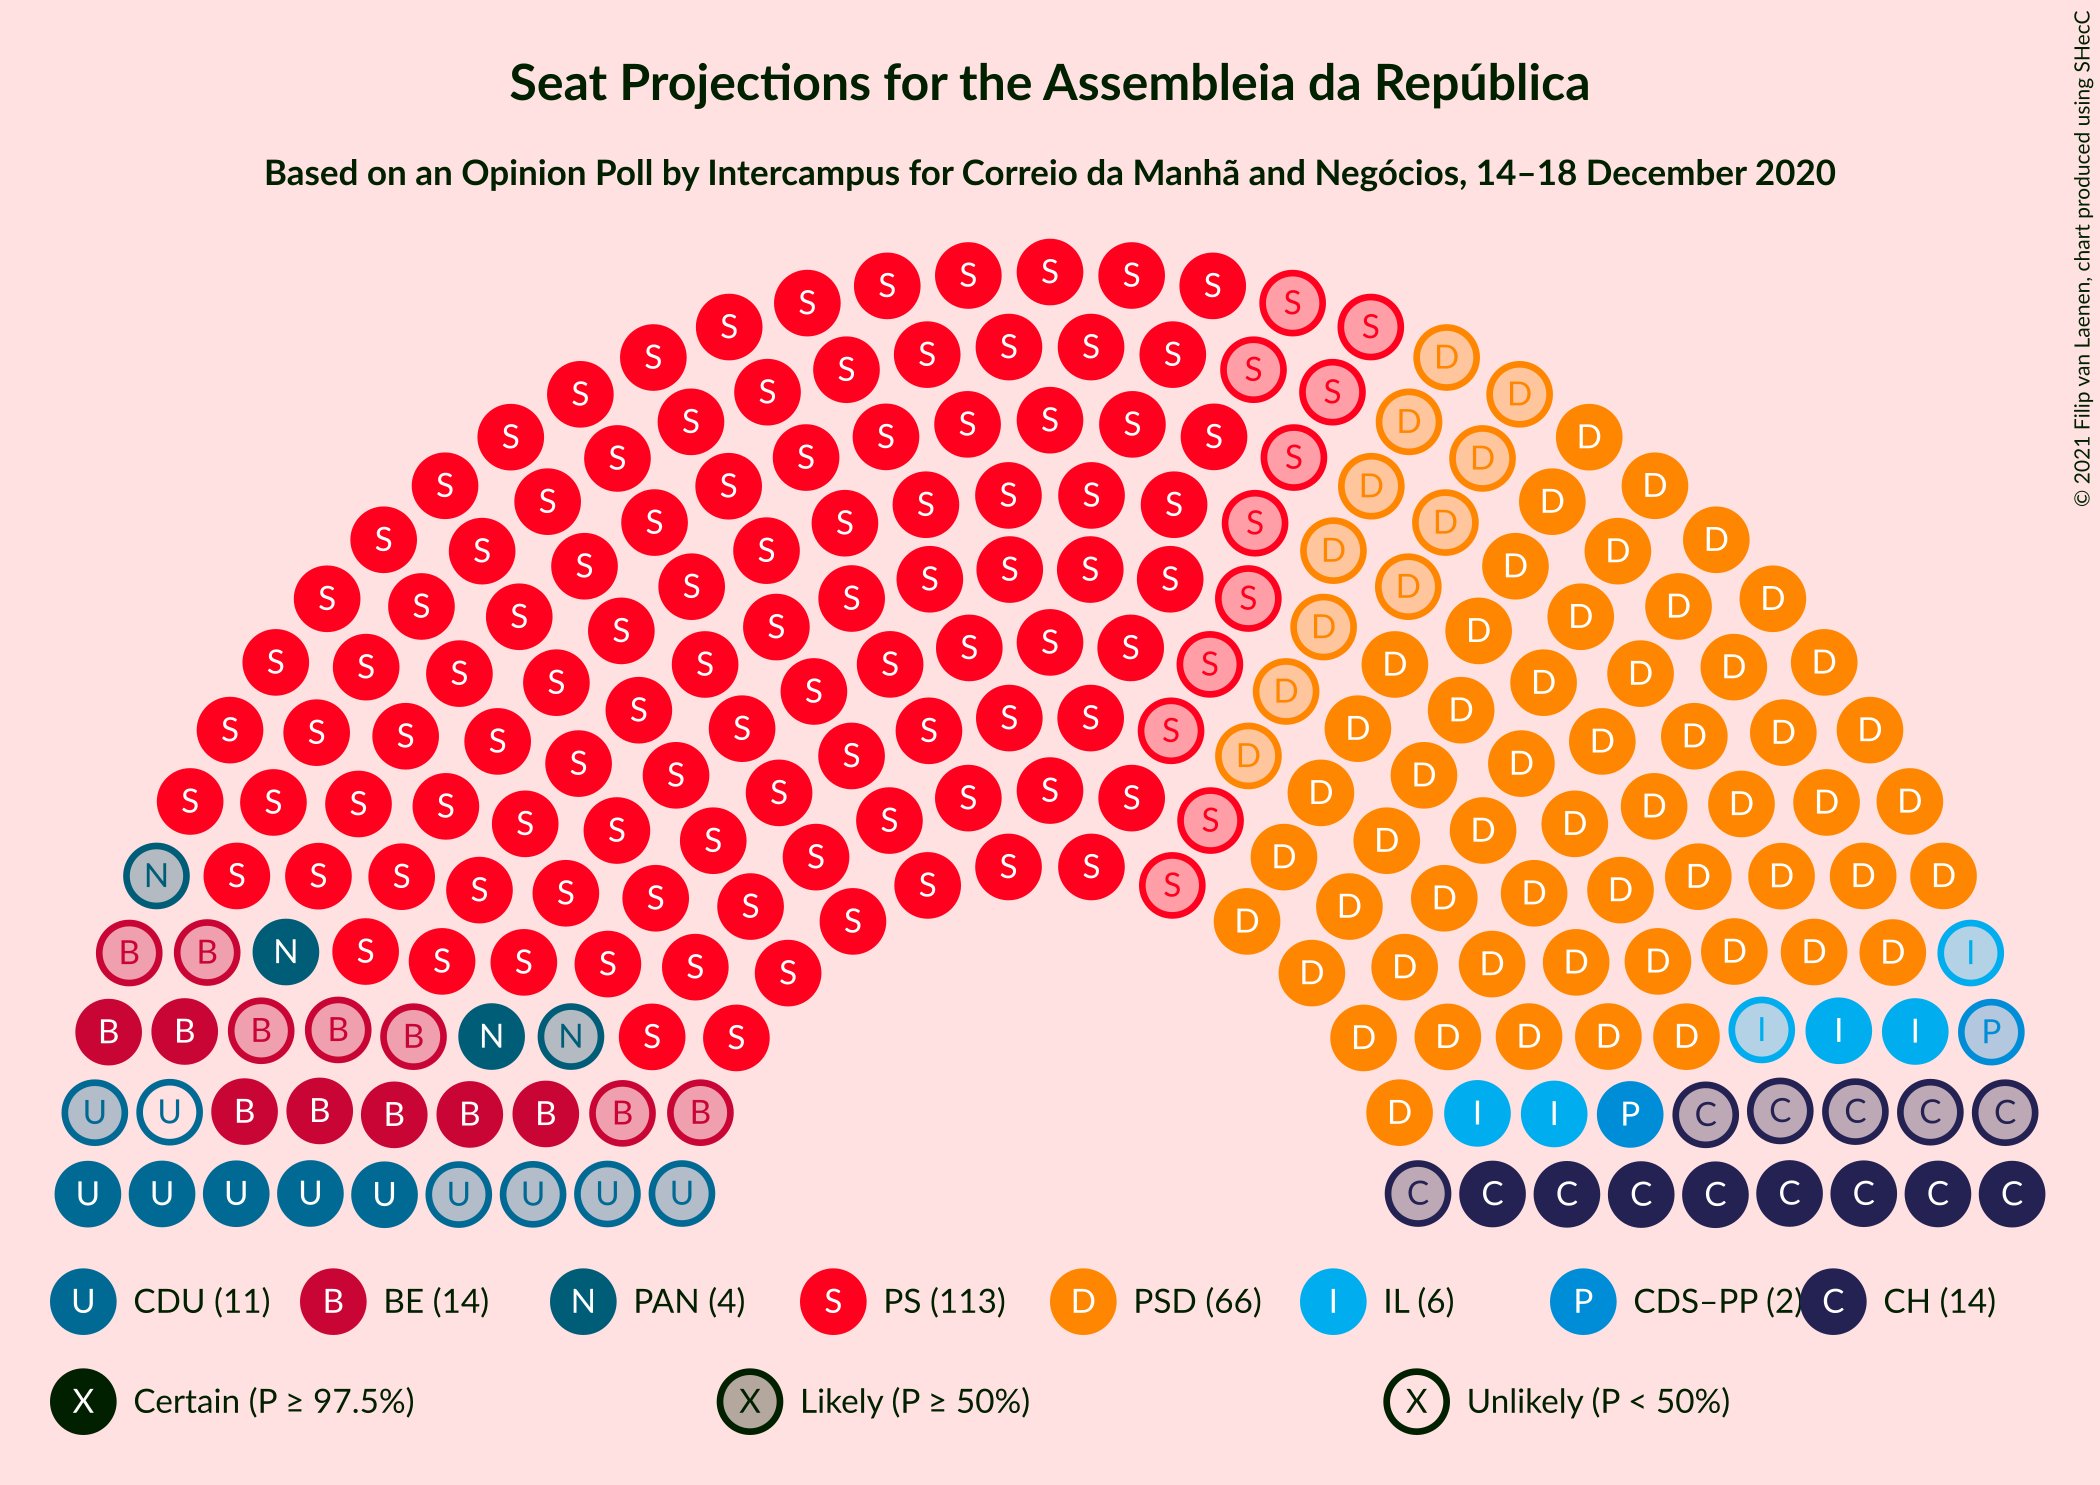 Seat Projections for the Assembleia da República
Based on an Opinion Poll by Intercampus for Correio da Manhã and Negócios, 14–18 December 2020
© 2021 Filip van Laenen, chart produced using SHecC
S S S S S S S
S S S S D
S S S S S S S S D D
S S S S S S S S S D D
S S S S S S S S D D D
S S S S S S S S D D D
S S S S S S S S D D D
S S S S S S S S D D D
S S S S S S S S D D D
S S S S S S S D D D D
S S S S S S S S D D D D
S S S S S S S D D D D D
S S S S S S S S D D D D D D
S S S S S S S S D D D D D D
S S S S S S S S D D D D D D D
S S S S S S S S S D D D D D D D D
N S S S S S S S S S S S D D D D D D D D D
B B N S S S S S S D D D D D D D D I
B B B B B N N S S D D D D D I I I P
U U B B B B B B B D I I P C C C C C
U U U U U U U U U C C C C C C C C C
U CDU (11) B BE (14) N PAN (4) S PS (113) D PSD (66) I IL (6) P CDS–PP (2) C CH (14)
X Certain (P ≥ 97.5%) X Likely (P ≥ 50%) X Unlikely (P < 50%)